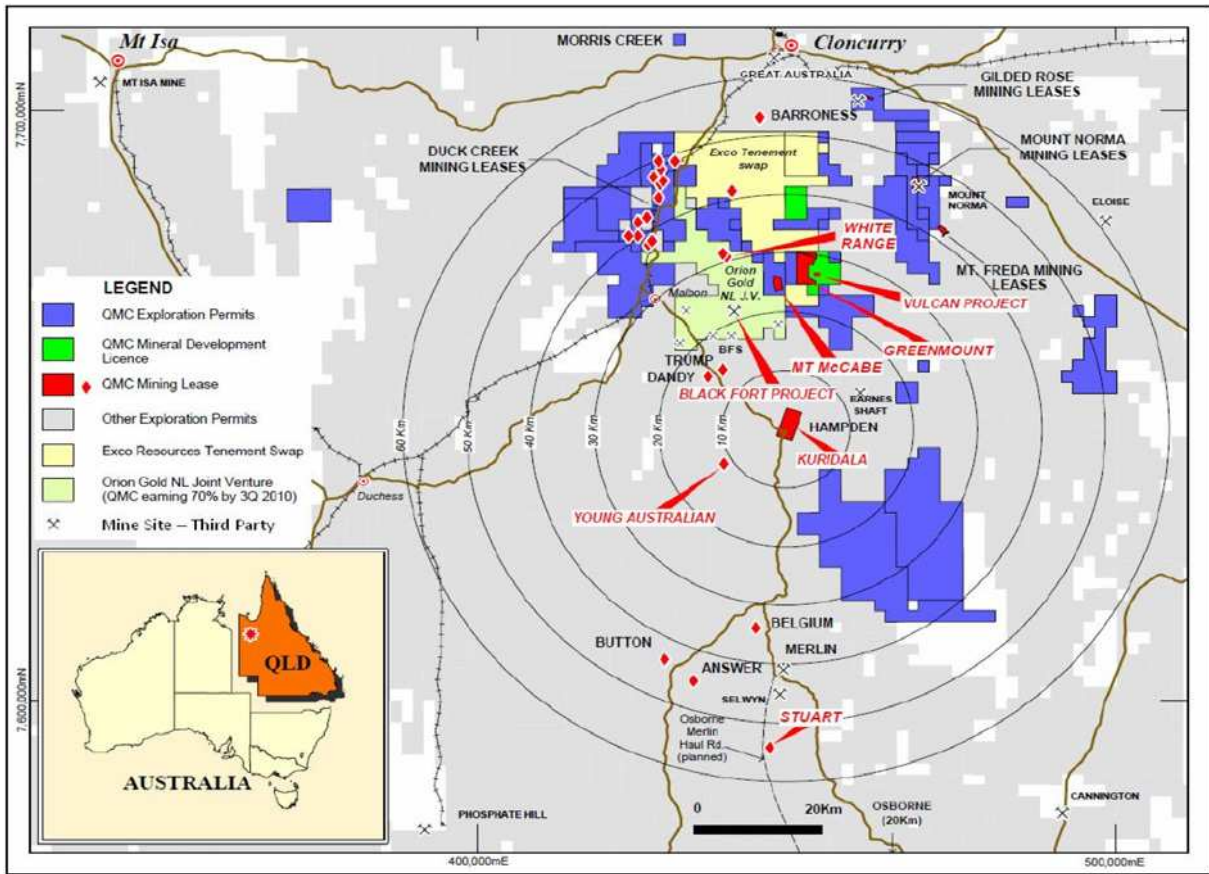 Mt Isa
MORRIS CREEK
Cloncurry
MT ISA MINE
GREAT AUSTRALIA
GILDED ROSE
MINING LEASES
7,700,000mN
BARRONESS
DUCK CREEK
MINING LEASES
Exco Tenement
swap
MOUNT NORMA
MINING LEASES
MOUNT
NORMA
ELOISE
WHITE
RANGE
Orion
Gold
NL J.V.
MT. FREDA MINING
LEASES
VULCAN PROJECT
Malbon
GREENMOUNT
BFS
TRUMP
DANDY
MT McCABE
BLACK FORT PROJECT
BARNES
SHAFT
HAMPDEN
KURIDALA
60 Km
50 Km
40 Km
30 Km
20 Km
10 Km
Duchess
YOUNG AUSTRALIAN
LEGEND
QMC Exploration Permits
QMC Mineral Development
Licence
QMC Mining Lease
Other Exploration Permits
Exco Resources Tenement Swap
Orion Gold NL Joint Venture
(QMC earning 70% by 3Q 2010)
Mine Site – Third Party
QLD
AUSTRALIA
BELGIUM
BUTTON
MERLIN
ANSWER
SELWYN
7,600,000mN
STUART
Osborne
Merlin
Haul Rd.
(planned)
PHOSPHATE HILL
0 20Km
OSBORNE
(20Km)
CANNINGTON
400,000mE
500,000mE